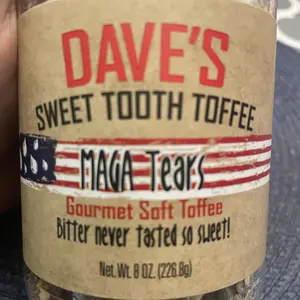 DAVE'S
SWEET TOOTH TOFFEE
MAGA Tears
Gourmet Soft Toffee
Bitter never tasted so sweet!
Net. Wt. 8 OZ. (226.8g)